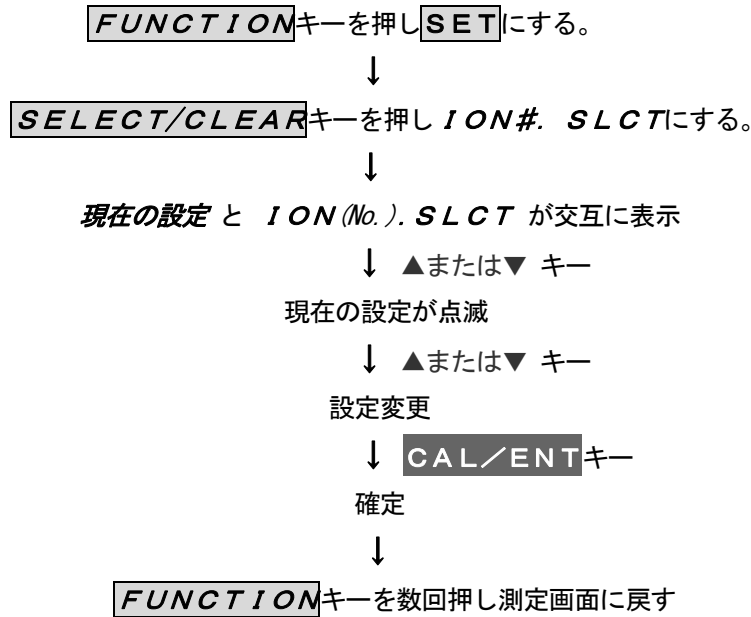 ＦＵＮＣＴＩＯＮキーを押しＳＥＴにする。
↓
ＳＥＬＥＣＴ/ＣＬＥＡＲキーを押しＩＯＮ#. ＳＬＣＴにする。
↓
現在の設定 と ＩＯＮ(No.).ＳＬＣＴ が交互に表示
↓ ▲または▼ キー
現在の設定が点滅
↓ ▲または▼ キー
設定変更
↓ ＣＡＬ／ＥＮＴキー
確定
↓
ＦＵＮＣＴＩＯＮキーを数回押し測定画面に戻す